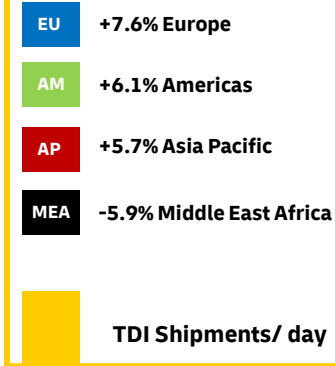 EU +7.6% Europe
AM +6.1% Americas
AP +5.7% Asia Pacific
MEA -5.9% Middle East Africa
TDI Shipments/ day